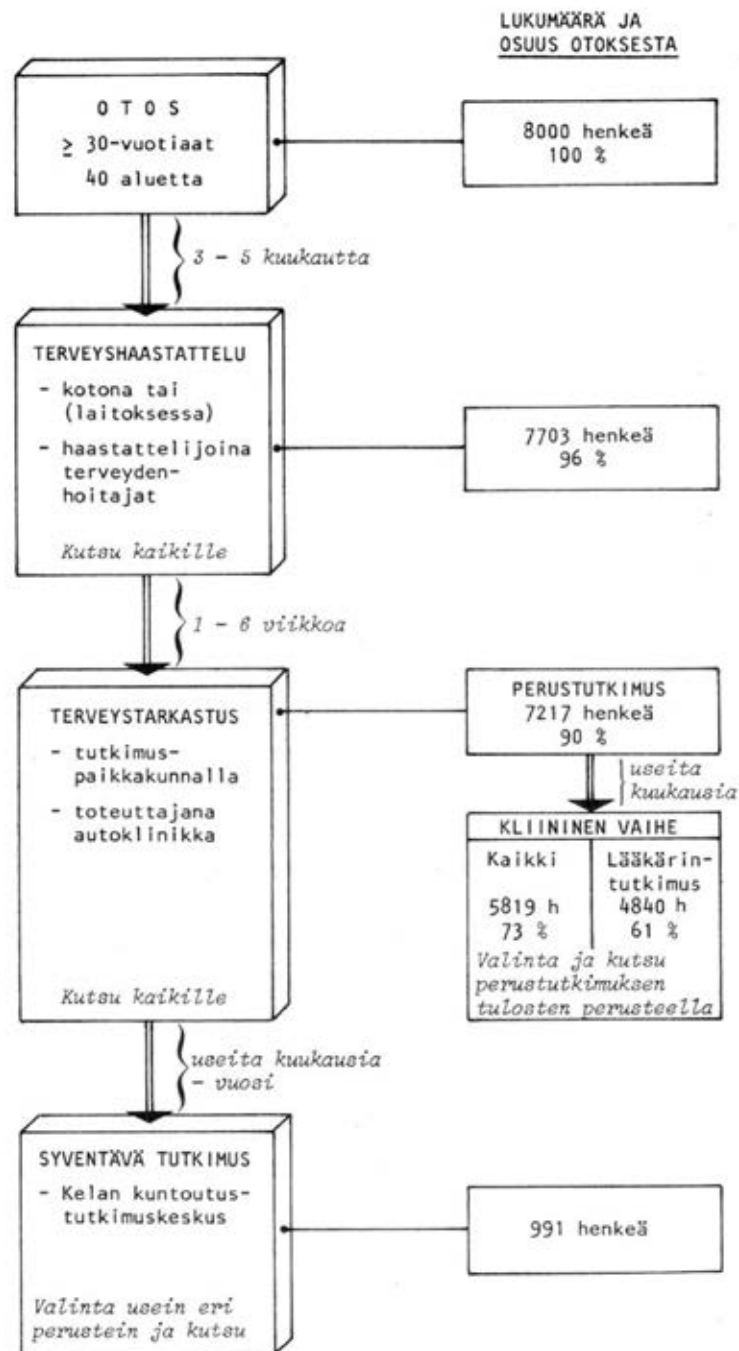 LUKUMÄÄRÄ JA
OSUUS OTOKSESTA
O T O S
≥ 30-vuotiaat
40 aluetta
8000 henkeä
100 %
3 - 5 kuukautta
TERVEYSHAASTATTELU
- kotona tai
(laitoksessa)
- haastattelijoina
terveyden-
hoitajat
Kutsu kaikille
7703 henkeä
96 %
1 - 6 viikkoa
TERVEYSTARKASTUS
- tutkimus-
paikkakunnalla
- toteuttajana
autoklinikka
Kutsu kaikille
PERUSTUTKIMUS
7217 henkeä
90 %
useita
kuukausia
KLIININEN VAIHE
Kaikki
5819 h
73 %
Lääkärin-
tutkimus
4840 h
61 %
Valinta ja kutsu
perustutkimuksen
tulosten perusteella
useita kuukausia
- vuosi
SYVENTÄVÄ TUTKIMUS
- Kelan kuntoutus-
tutkimuskeskus
Valinta usein eri
perustein ja kutsu
991 henkeä